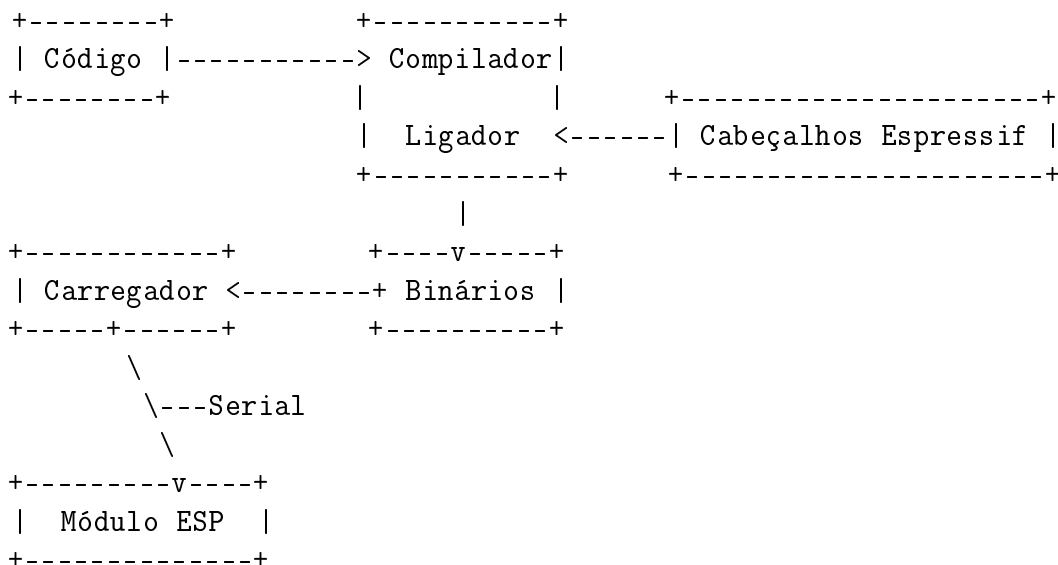 Código
Compilador
Ligador
Cabeçalhos Espressif
Carregador
Binários
Serial
Módulo ESP